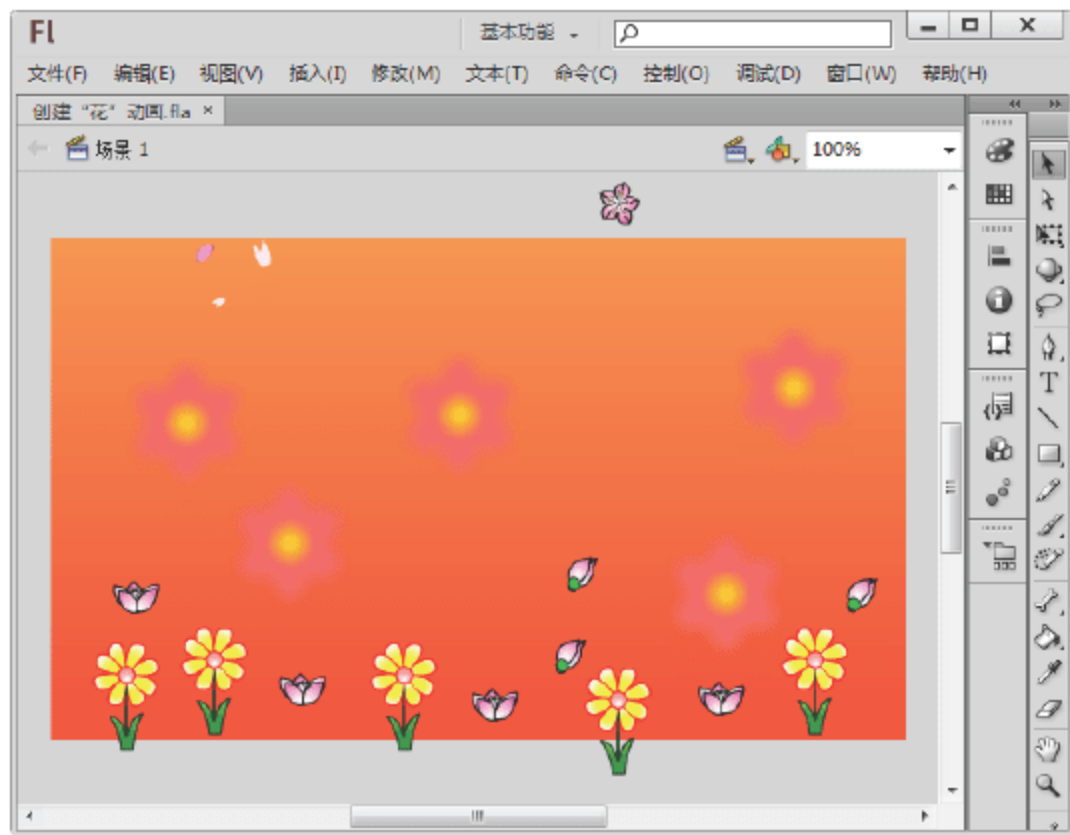 Fl
基本功能
文件(F) 编辑(E) 视图(V) 插入(I) 修改(M) 文本(T) 命令(C) 控制(O) 调试(D) 窗口(W) 帮助(H)
创建“花”动画.fla ×
场景 1
100%